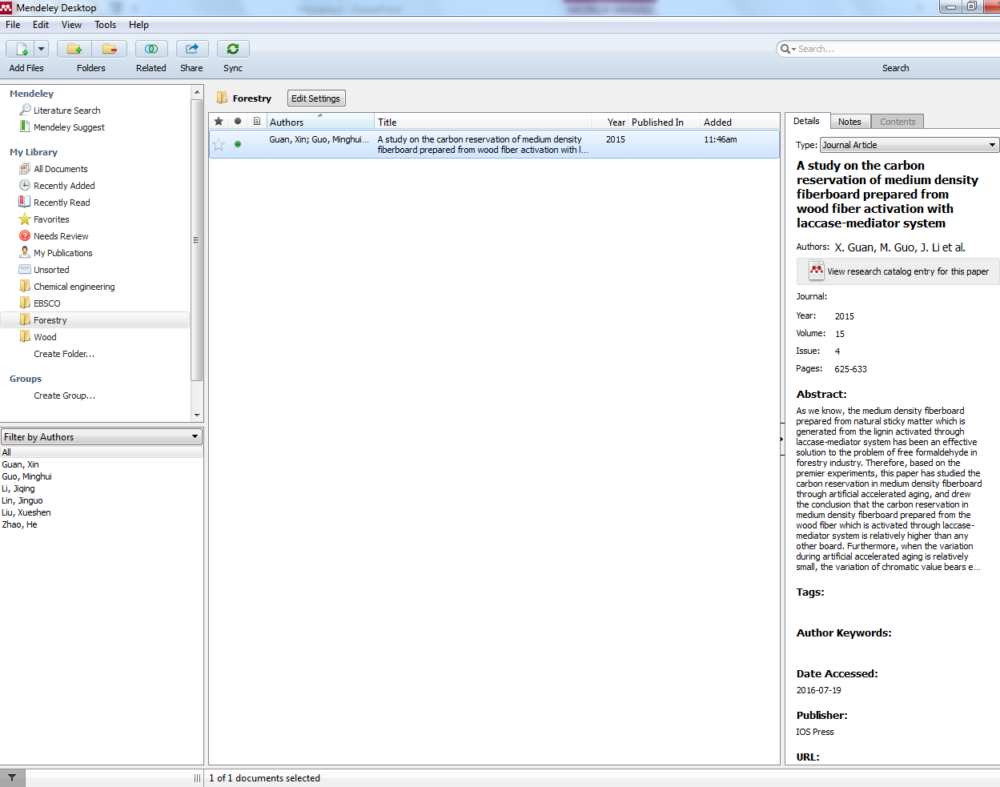 Mendeley Desktop
File Edit View Tools Help
Search...
Add Files Folders Related Share Sync Search
Mendeley
Literature Search
Mendeley Suggest
My Library
All Documents
Recently Added
Recently Read
Favorites
Needs Review
My Publications
Unsorted
Chemical engineering
EBSCO
Forestry
Wood
Create Folder...
Groups
Create Group...
Filter by Authors
All
Guan, Xin
Guo, Minghui
Li, Jiqing
Lin, Jinguo
Liu, Xueshen
Zhao, He
Forestry Edit Settings
Authors Title Year Published In Added
Guan, Xin; Guo, Minghui... A study on the carbon reservation of medium density 2015 11:46am
fiberboard prepared from wood fiber activation with l...
1 of 1 documents selected
Details Notes Contents
Type: Journal Article
A study on the carbon
reservation of medium density
fiberboard prepared from
wood fiber activation with
laccase-mediator system
Authors: X. Guan, M. Guo, J. Li et al.
View research catalog entry for this paper
Journal:
Year: 2015
Volume: 15
Issue: 4
Pages: 625-633
Abstract:
As we know, the medium density fiberboard
prepared from natural sticky matter which is
generated from the lignin activated through
laccase-mediator system has been an effective
solution to the problem of free formaldehyde in
forestry industry. Therefore, based on the
premier experiments, this paper has studied the
carbon reservation in medium density fiberboard
through artificial accelerated aging, and drew
the conclusion that the carbon reservation in
medium density fiberboard prepared from the
wood fiber which is activated through laccase-
mediator system is relatively higher than any
other board. Furthermore, when the variation
during artificial accelerated aging is relatively
small, the variation of chromatic value bears e...
Tags:
Author Keywords:
Date Accessed:
2016-07-19
Publisher:
IOS Press
URL: